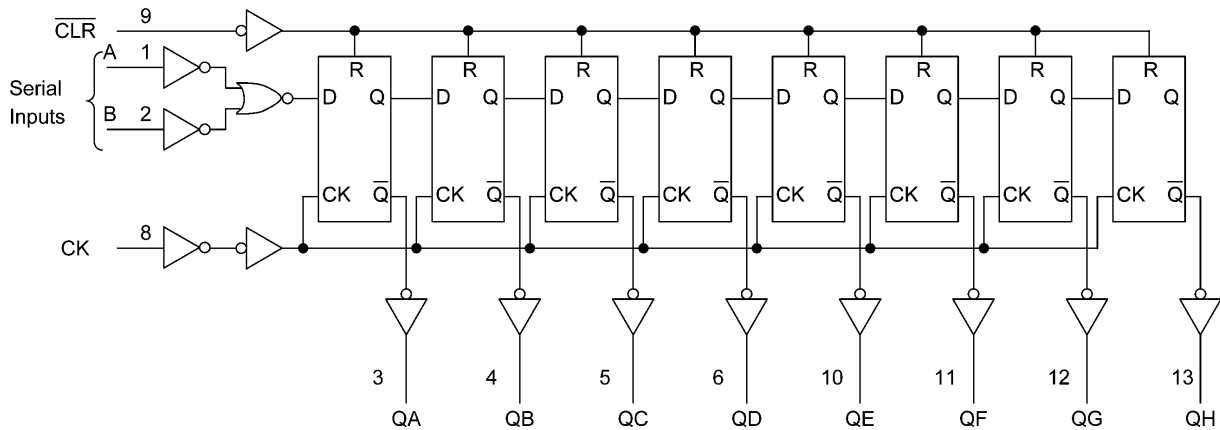 CLR 9
A 1
Serial
Inputs
B 2
R R R R R R R R
D Q D Q D Q D Q D Q D Q D Q D
CK Q CK Q CK Q CK Q CK Q CK Q CK Q CK Q
CK 8
3 4 5 6 10 11 12 13
QA QB QC QD QE QF QG QH